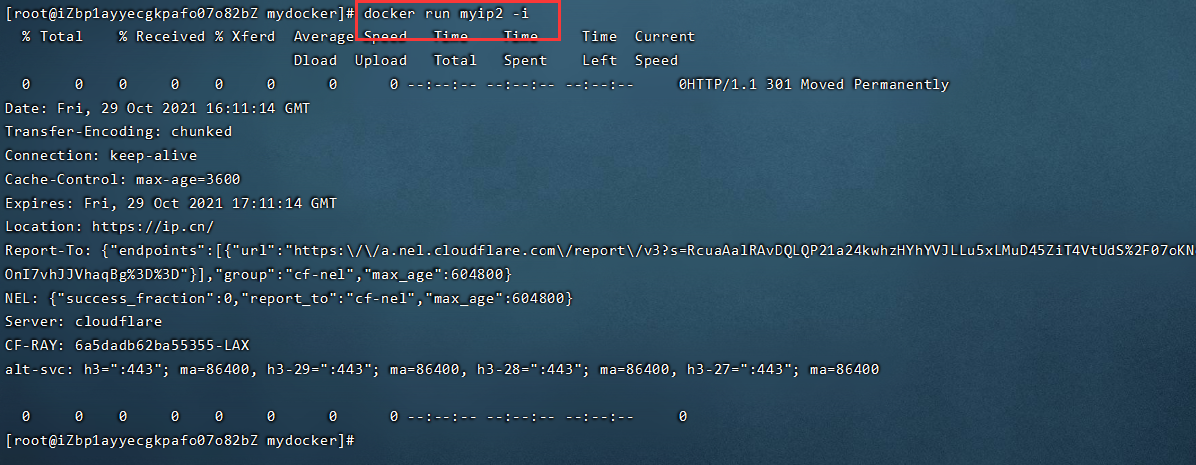 [root@iZbp1ayyecgkpafo07o82bZ mydocker]# docker run myip2 -i
% Total % Received % Xferd Average Speed Time Time Time Current
Dload Upload Total Spent Left Speed
0 0 0 0 0 0 0 0 --:--:-- --:--:-- --:--:-- 0HTTP/1.1 301 Moved Permanently
Date: Fri, 29 Oct 2021 16:11:14 GMT
Transfer-Encoding: chunked
Connection: keep-alive
Cache-Control: max-age=3600
Expires: Fri, 29 Oct 2021 17:11:14 GMT
Location: https://ip.cn/
Report-To: {"endpoints":[{"url":"https:\/\/a.nel.cloudflare.com\/report\/v3?s=RcuaAalRAvDQLQP21a24kwhzHYhYVJLLu5xLMuD45ZiT4VtUdS%2F07oKN
OnI7vhJJVhaqBg%3D%3D"}],"group":"cf-nel","max_age":604800}
NEL: {"success_fraction":0,"report_to":"cf-nel","max_age":604800}
Server: cloudflare
CF-RAY: 6a5dadb62ba55355-LAX
alt-svc: h3=":443"; ma=86400, h3-29=":443"; ma=86400, h3-28=":443"; ma=86400, h3-27=":443"; ma=86400
0 0 0 0 0 0 0 0 --:--:-- --:--:-- --:--:-- 0
[root@iZbp1ayyecgkpafo07o82bZ mydocker]#